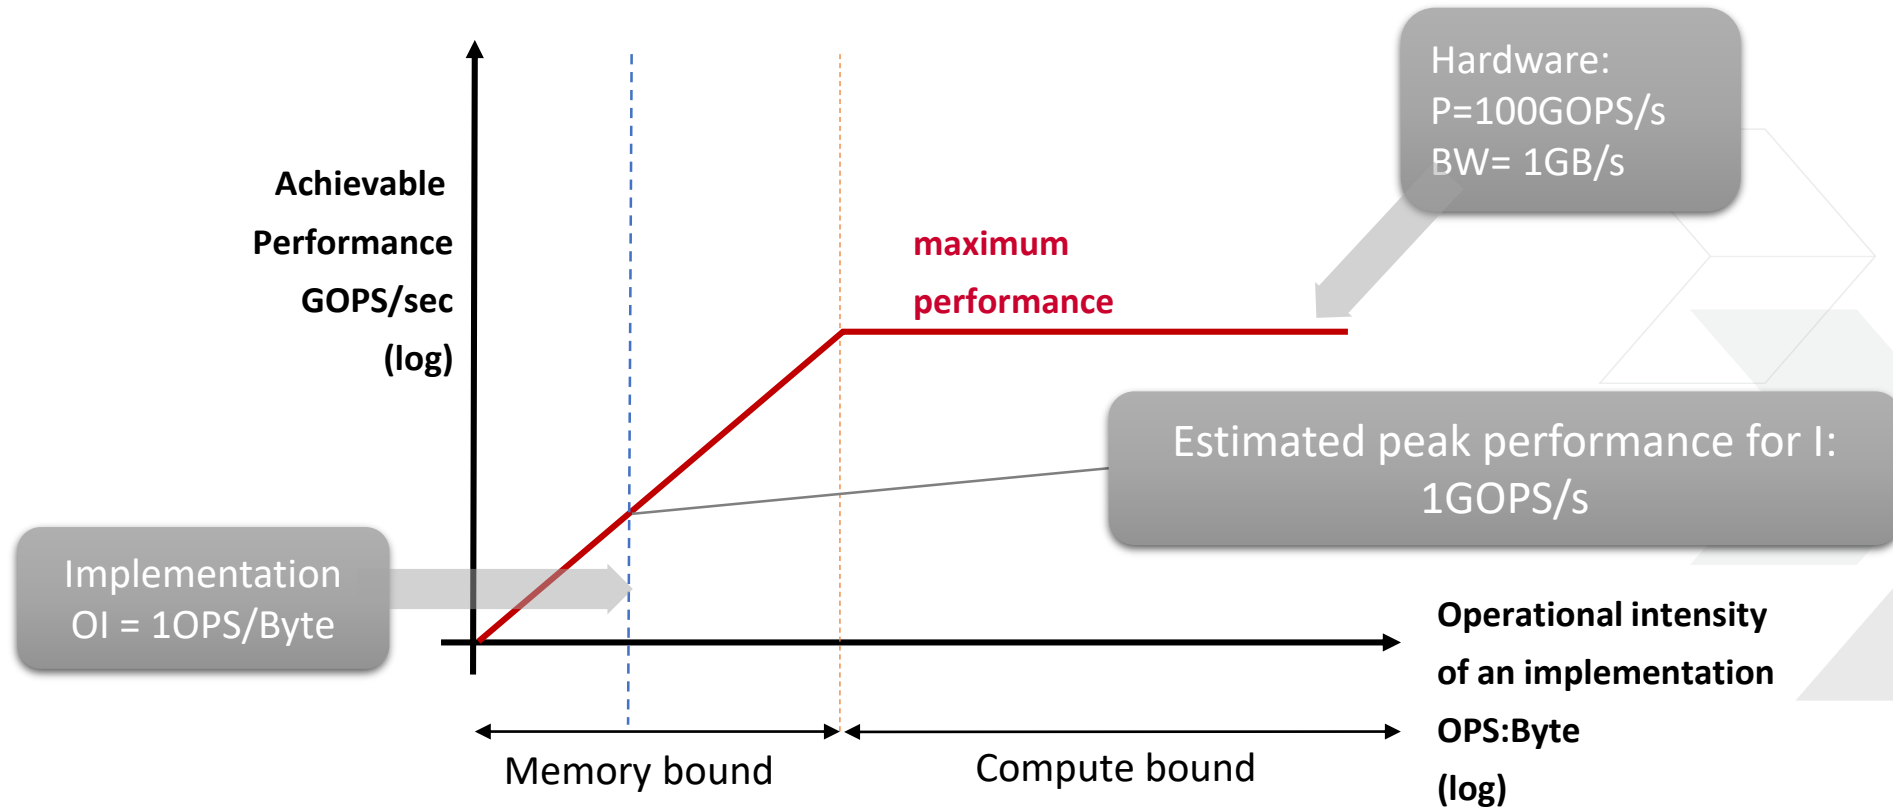 Hardware:
P=100GOPS/s
BW= 1GB/s
Achievable
Performance
GOPS/sec
(log)
maximum
performance
Estimated peak performance for I:
1GOPS/s
Implementation
OI = 1OPS/Byte
Operational intensity
of an implementation
OPS:Byte
(log)
Memory bound
Compute bound